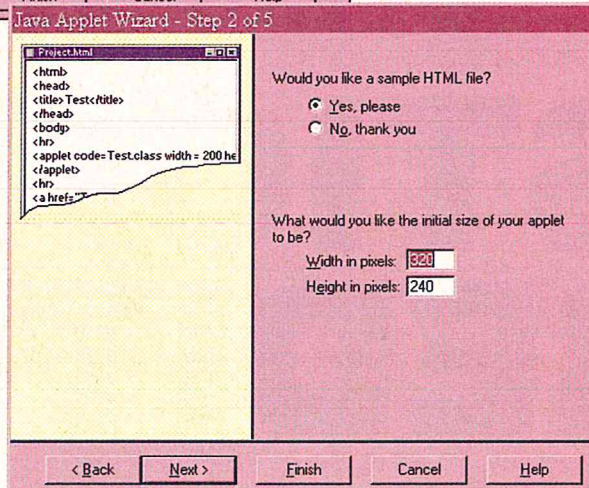 Java Applet Wizard - Step 2 of 5
Project.html
<html>
<head>
<title> Test</title>
</head>
<body>
<hr>
<applet code=Test.class width = 200 he
</applet>
<hr>
<a href="T
Would you like a sample HTML file?
Yes, please
No, thank you
What would you like the initial size of your applet
to be?
Width in pixels: 320
Height in pixels: 240
< Back Next > Finish Cancel Help